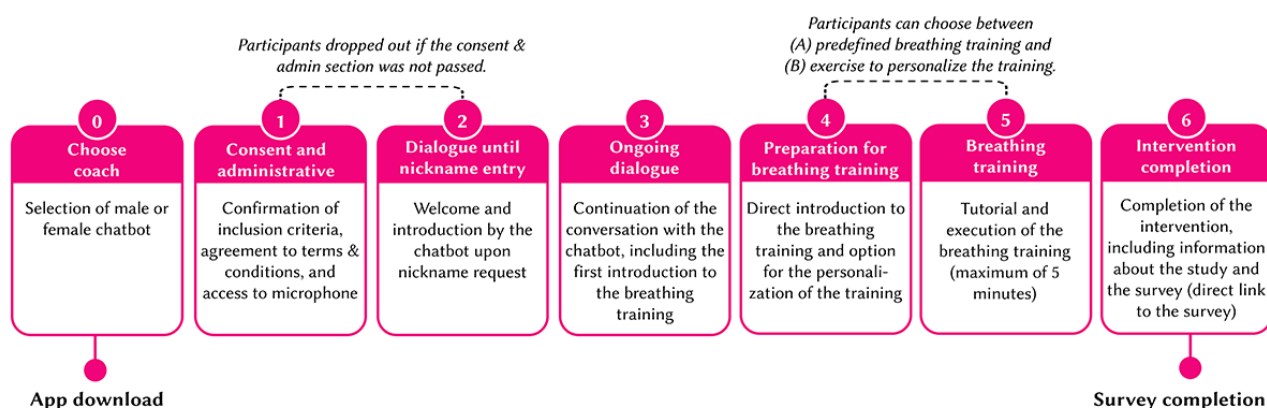 Participants dropped out if the consent &
admin section was not passed.
Participants can choose between
(A) predefined breathing training and
(B) exercise to personalize the training.
0
Choose
coach
Selection of male or
female chatbot
App download
1
Consent and
administrative
Confirmation of
inclusion criteria,
agreement to terms &
conditions, and
access to microphone
2
Dialogue until
nickname entry
Welcome and
introduction by the
chatbot upon
nickname request
3
Ongoing
dialogue
Continuation of the
conversation with the
chatbot, including the
first introduction to
the breathing
training
4
Preparation for
breathing training
Direct introduction to
the breathing
training and option
for the personali-
zation of the training
5
Breathing
training
Tutorial and
execution of the
breathing training
(maximum of 5
minutes)
6
Intervention
completion
Completion of the
intervention,
including information
about the study and
the survey (direct link
to the survey)
Survey completion